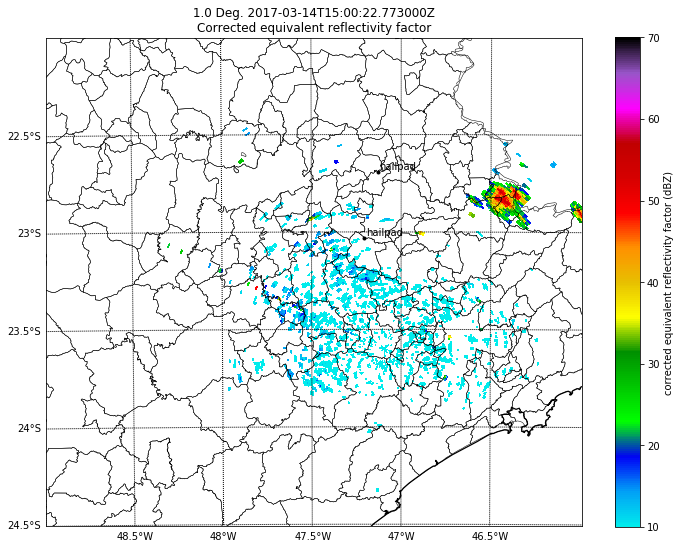 1.0 Deg. 2017-03-14T15:00:22.773000Z
Corrected equivalent reflectivity factor
22.5°S
23°S
23.5°S
24°S
24.5°S
48.5°W
48°W
47.5°W
47°W
46.5°W
hailpad
hailpad
70
60
50
40
30
20
10
corrected equivalent reflectivity factor (dBZ)